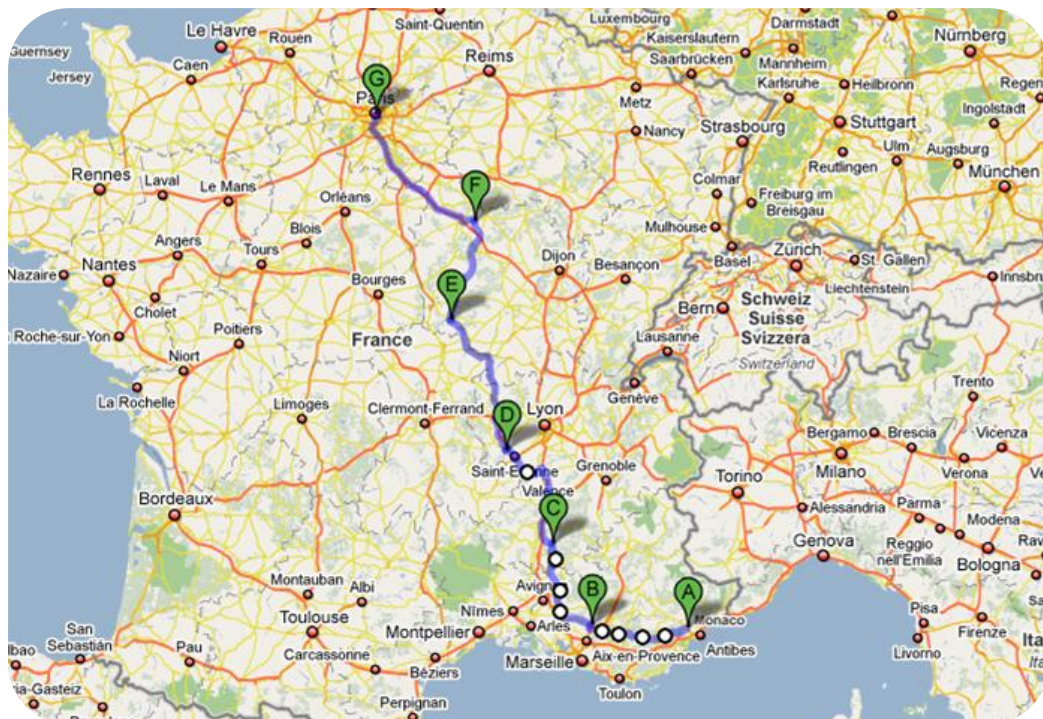 Saint-Quentin
Luxembourg
Darmstadt
Le Havre
Rouen
Kaiserslautern
Nürnberg
Guernsey
Reims
Saarbrücken
Mannheim
Caen
G
Karlsruhe
Heilbronn
Jersey
Paris
Metz
Ingolstadt
Nancy
Strasbourg
Stuttgart
Rennes
Laval
Le Mans
F
Reutlingen
Ulm
Augsburg
München
Orléans
Colmar
Freiburg im
Breisgau
Angers
Blois
Mulhouse
Tours
Dijon
Besançon
Basel
Zürich
St. Gallen
Nazaire
Nantes
E
Bourges
Liechtenstein
Cholet
Bern
Schweiz
Suisse
Svizzera
Switzerland
Roche-sur-Yon
Poitiers
France
Lausanne
Niort
Genève
Trento
La Rochelle
Limoges
Clermont-Ferrand
D
Lyon
Bergamo
Brescia
Vicenza
Milano
Verona
Grenoble
Torino
Valence
Bordeaux
C
Alessandria
Parma
Modena
Genova
Reggio
nell'Emilia
Bologna
Montauban
Albi
B
A
Nîmes
Monaco
Toulouse
Montpellier
Arles
Pisa
San
Sebastián
Pau
Carcassonne
Béziers
Marseille
Aix-en-Provence
Antibes
Firenze
Livorno
Toulon
ia-Gasteiz
Perpignan